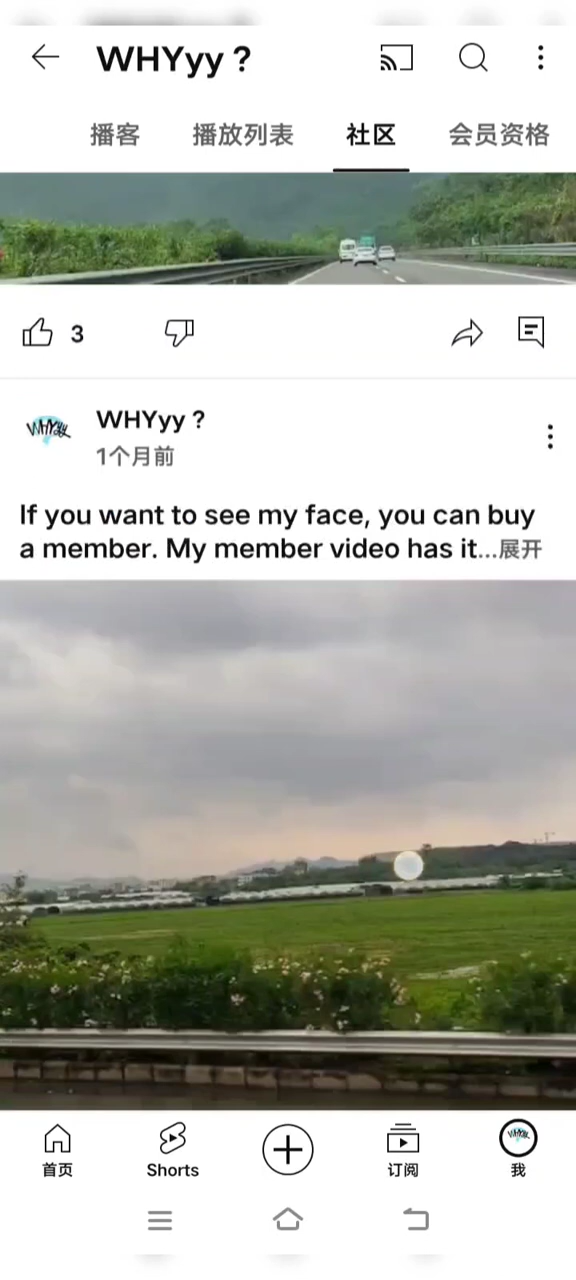 WHYyy ?
播客 播放列表 社区 会员资格
3
WHYyy ?
1个月前
If you want to see my face, you can buy
a member. My member video has it...展开
首页 Shorts 订阅 我